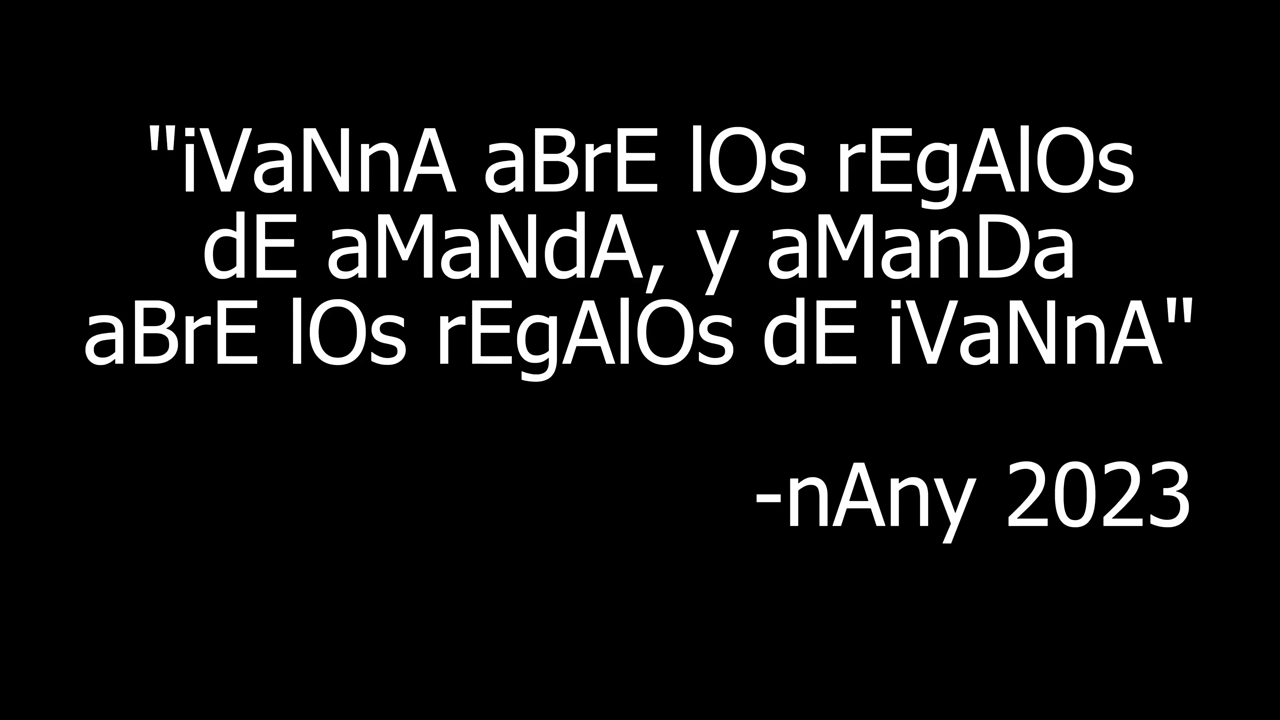 "iVaNnA aBrE lOs rEgAlOs
dE aMaNdA, y aManDa
aBrE lOs rEgAlOs dE iVaNnA"
-nAny 2023